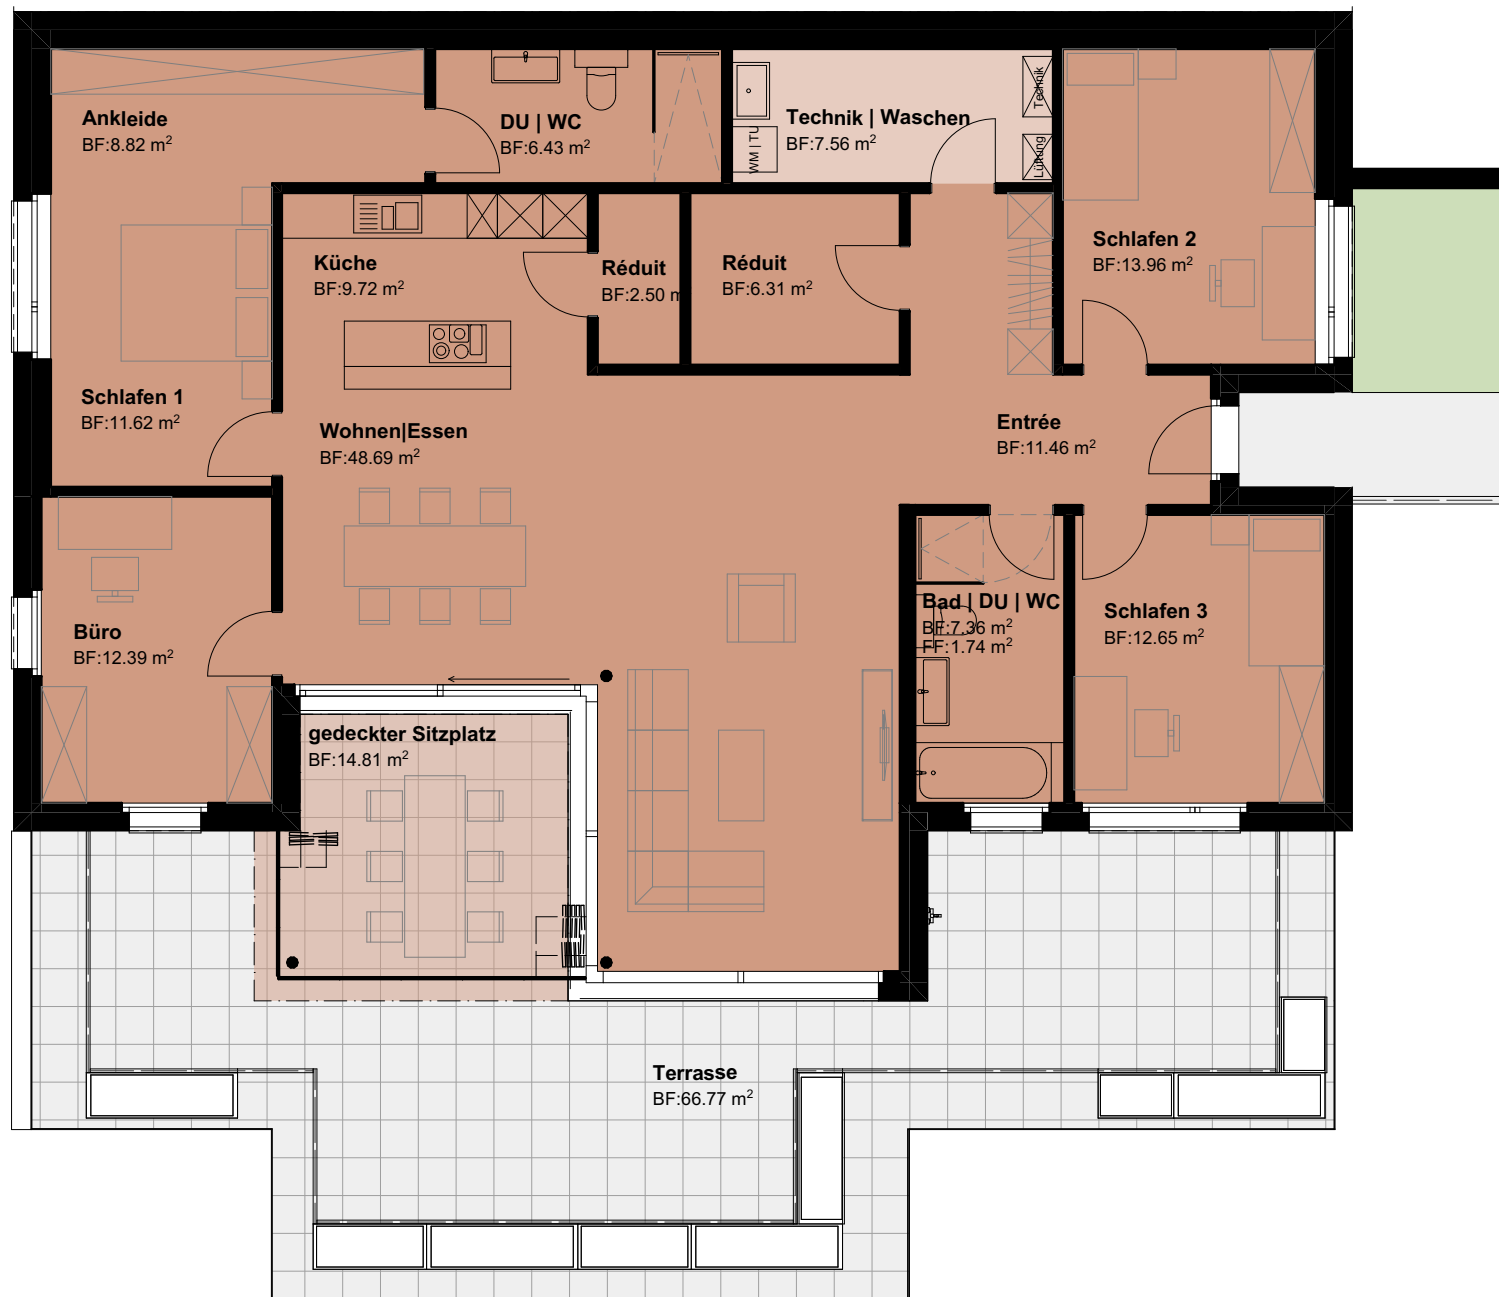 Ankleide
BF:8.82 m²
DU | WC
BF:6.43 m²
Technik | Waschen
BF:7.56 m²
WM | TU
Technik
Lüftung
Schlafen 2
BF:13.96 m²
Küche
BF:9.72 m²
Réduit
BF:2.50 m
Réduit
BF:6.31 m²
Schlafen 1
BF:11.62 m²
Wohnen|Essen
BF:48.69 m²
Entrée
BF:11.46 m²
Büro
BF:12.39 m²
Bad | DU | WC
BF:7.36 m²
FF:1.74 m²
Schlafen 3
BF:12.65 m²
gedeckter Sitzplatz
BF:14.81 m²
Terrasse
BF:66.77 m²